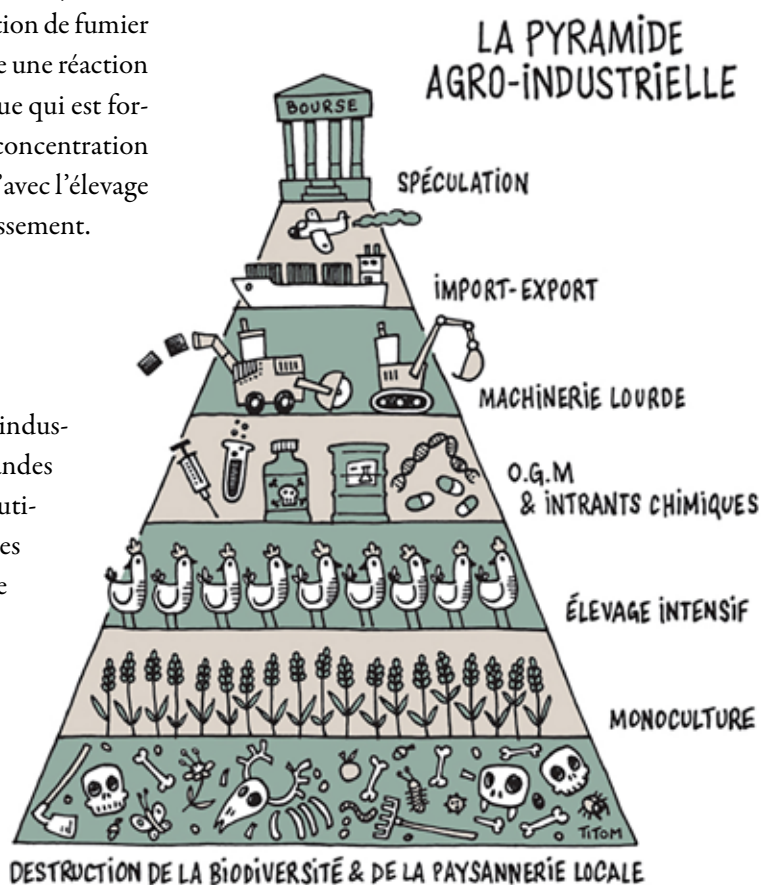 tion de fumier
e une réaction
ue qui est for-
concentration
’avec l’élevage
ssement.
indus-
andes
uti-
es
e
LA PYRAMIDE
AGRO-INDUSTRIELLE
BOURSE
SPÉCULATION
IMPORT-EXPORT
MACHINERIE LOURDE
O.G.M
& INTRANTS CHIMIQUES
ÉLEVAGE INTENSIF
MONOCULTURE
TITOM
DESTRUCTION DE LA BIODIVERSITÉ & DE LA PAYSANNERIE LOCALE